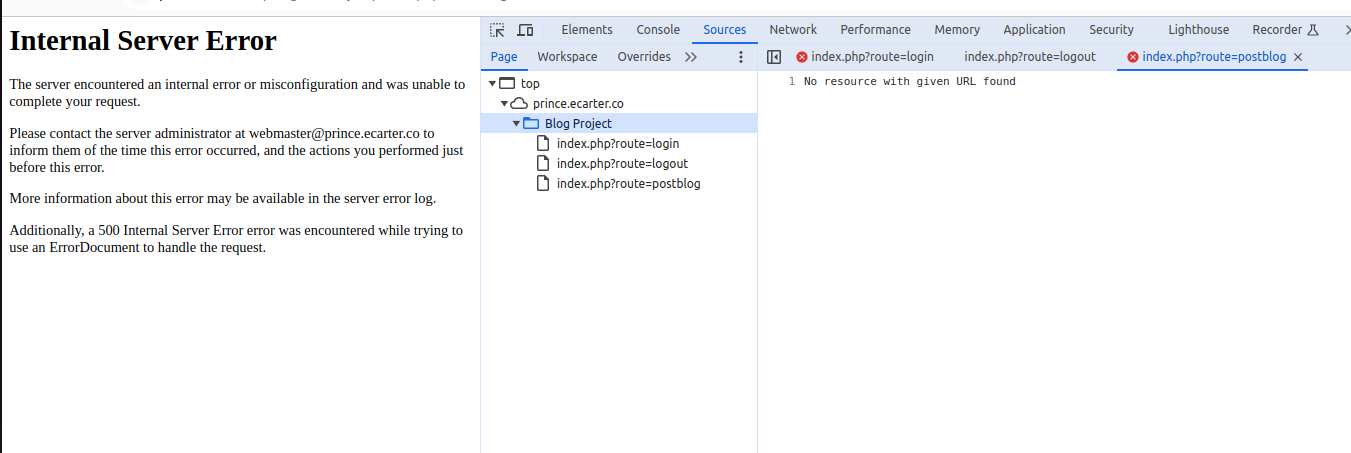 Internal Server Error
The server encountered an internal error or misconfiguration and was unable to
complete your request.
Please contact the server administrator at webmaster@prince.ecarter.co to
inform them of the time this error occurred, and the actions you performed just
before this error.
More information about this error may be available in the server error log.
Additionally, a 500 Internal Server Error error was encountered while trying to
use an ErrorDocument to handle the request.
Elements Console Sources Network Performance Memory Application Security Lighthouse Recorder
Page Workspace Overrides
index.php?route=login index.php?route=logout index.php?route=postblog
top
prince.ecarter.co
Blog Project
index.php?route=login
index.php?route=logout
index.php?route=postblog
1 No resource with given URL found